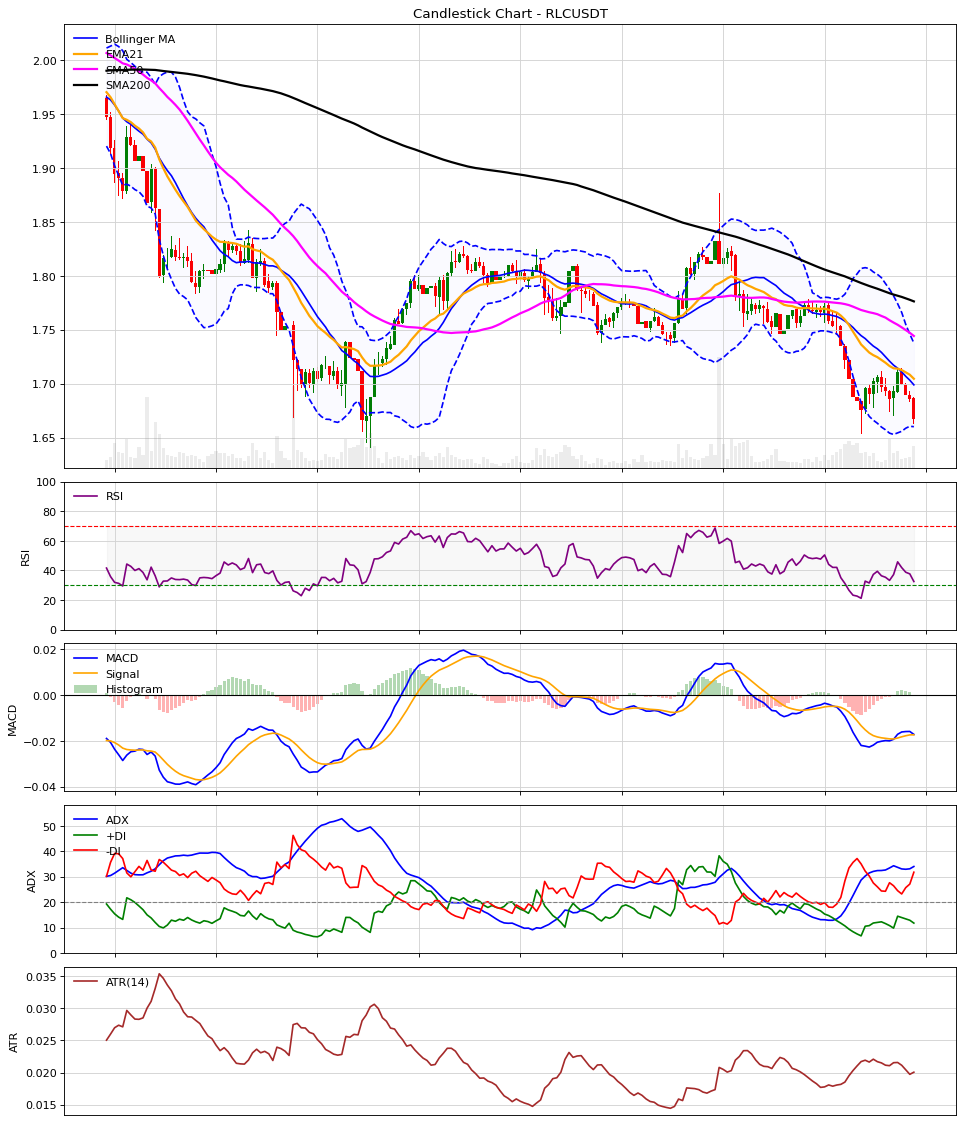 Candlestick Chart - RLCUSDT
Bollinger MA
EMA21
SMA50
SMA200
2.00
1.95
1.90
1.85
1.80
1.75
1.70
1.65
RSI
RSI
100
80
60
40
20
0
MACD
Signal
Histogram
MACD
0.02
0.00
−0.02
−0.04
ADX
+DI
-DI
ADX
50
40
30
20
10
0
ATR(14)
ATR
0.035
0.030
0.025
0.020
0.015